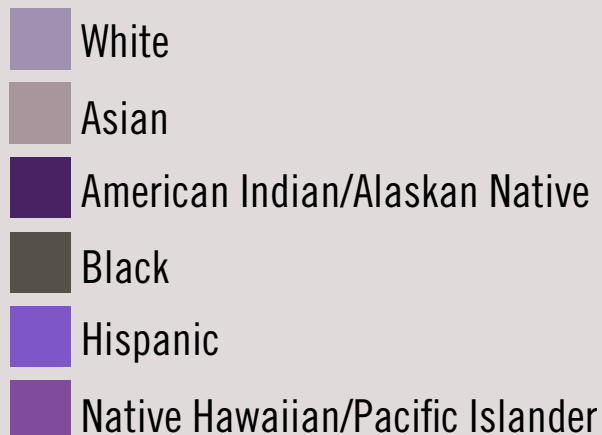 White
Asian
American Indian/Alaskan Native
Black
Hispanic
Native Hawaiian/Pacific Islander